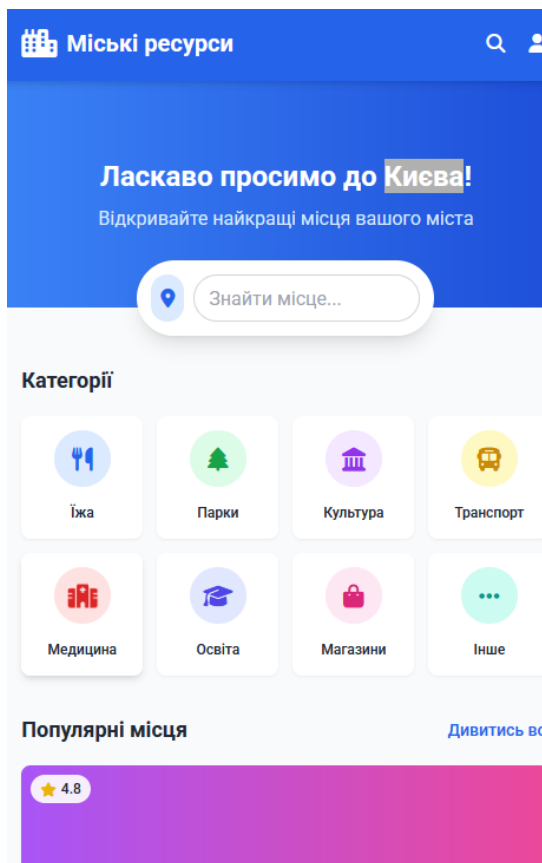 Міські ресурси
Ласкаво просимо до Києва!
Відкривайте найкращі місця вашого міста
Знайти місце...
Категорії
Їжа
Парки
Культура
Транспорт
Медицина
Освіта
Магазини
Інше
Популярні місця
Дивитись
4.8